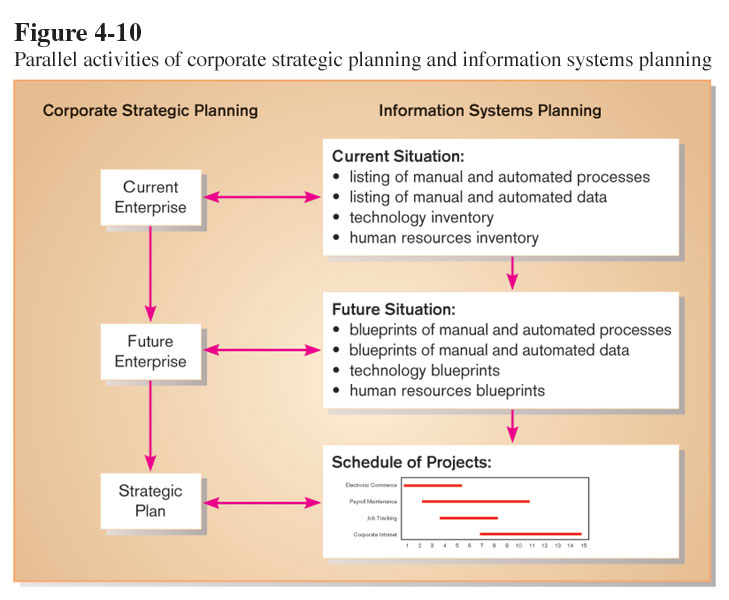 Figure 4-10
Parallel activities of corporate strategic planning and information systems planning
Corporate Strategic Planning
Information Systems Planning
Current
Enterprise
Current Situation:
• listing of manual and automated processes
• listing of manual and automated data
• technology inventory
• human resources inventory
Future
Enterprise
Future Situation:
• blueprints of manual and automated processes
• blueprints of manual and automated data
• technology blueprints
• human resources blueprints
Strategic
Plan
Schedule of Projects:
Electronic Commerce
Payroll Maintenance
Job Tracking
Corporate Intranet
1 2 3 4 5 6 7 8 9 10 11 12 13 14 15